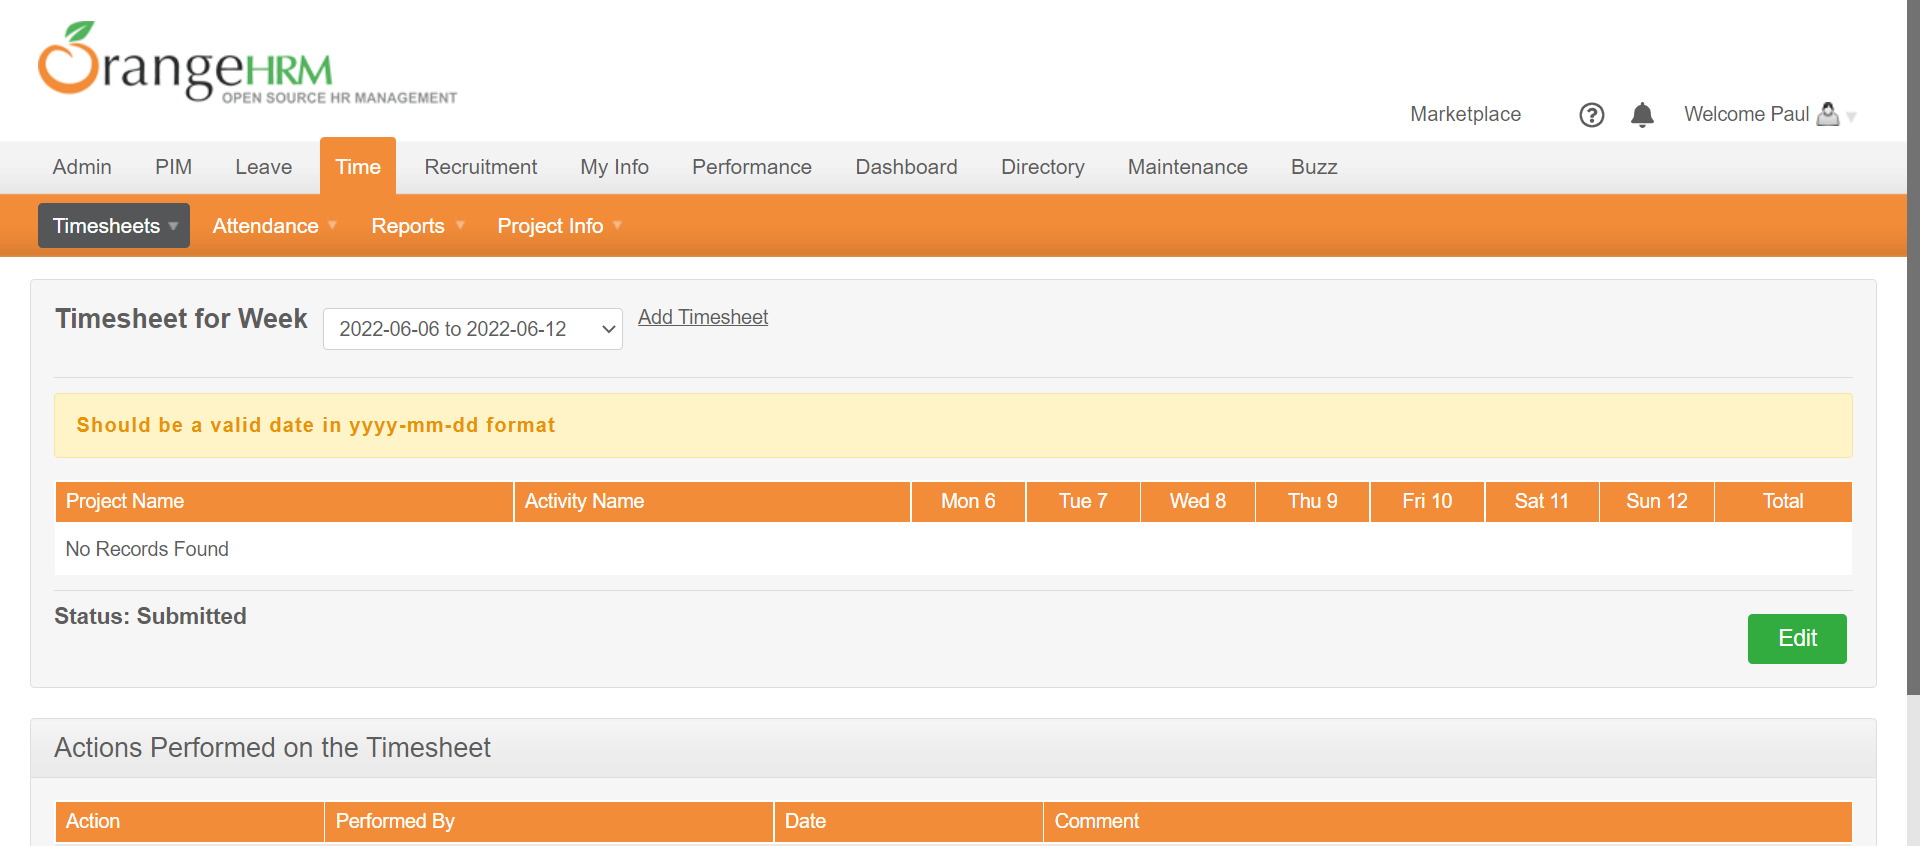 OrangeHRM
OPEN SOURCE HR MANAGEMENT
Marketplace ? Welcome Paul
Admin PIM Leave Time Recruitment My Info Performance Dashboard Directory Maintenance Buzz
Timesheets Attendance Reports Project Info
Timesheet for Week 2022-06-06 to 2022-06-12 Add Timesheet
Should be a valid date in yyyy-mm-dd format
Project Name Activity Name Mon 6 Tue 7 Wed 8 Thu 9 Fri 10 Sat 11 Sun 12 Total
No Records Found
Status: Submitted
Edit
Actions Performed on the Timesheet
Action Performed By Date Comment